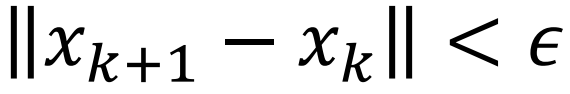 ‖x_{k+1} − x_k‖ < ϵ